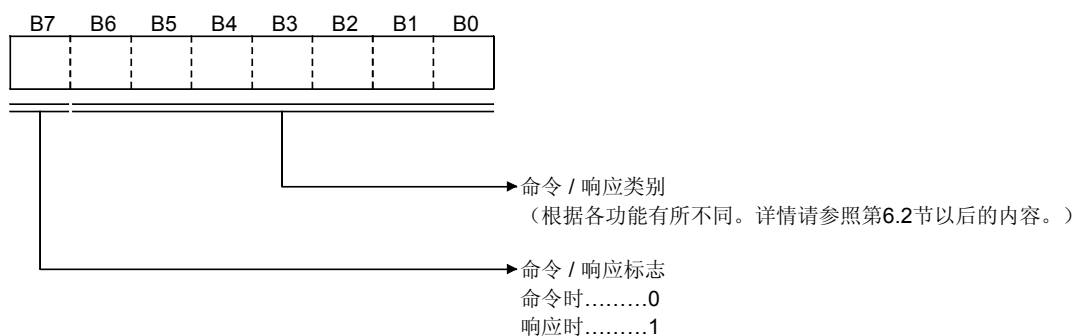 B7 B6 B5 B4 B3 B2 B1 B0
命令 / 响应类别
（根据各功能有所不同。详情请参照第6.2节以后的内容。）
命令 / 响应标志
命令时………0
响应时………1